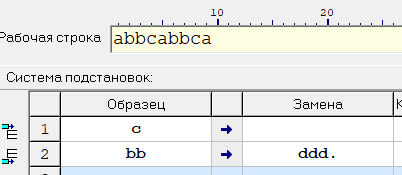 10 20
Рабочая строка abbcabbca
Система подстановок:
Образец Замена К
1 c
2 bb ddd.